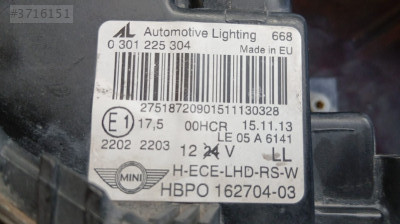 #3716151
AL Automotive Lighting 668
0 301 225 304 Made in EU
27518720901511130328
E1 17,5 00HCR 15.11.13
LE 05 A 6141
2202 2203 12 24 V LL
MINI H-ECE-LHD-RS-W
HBPO 162704-03